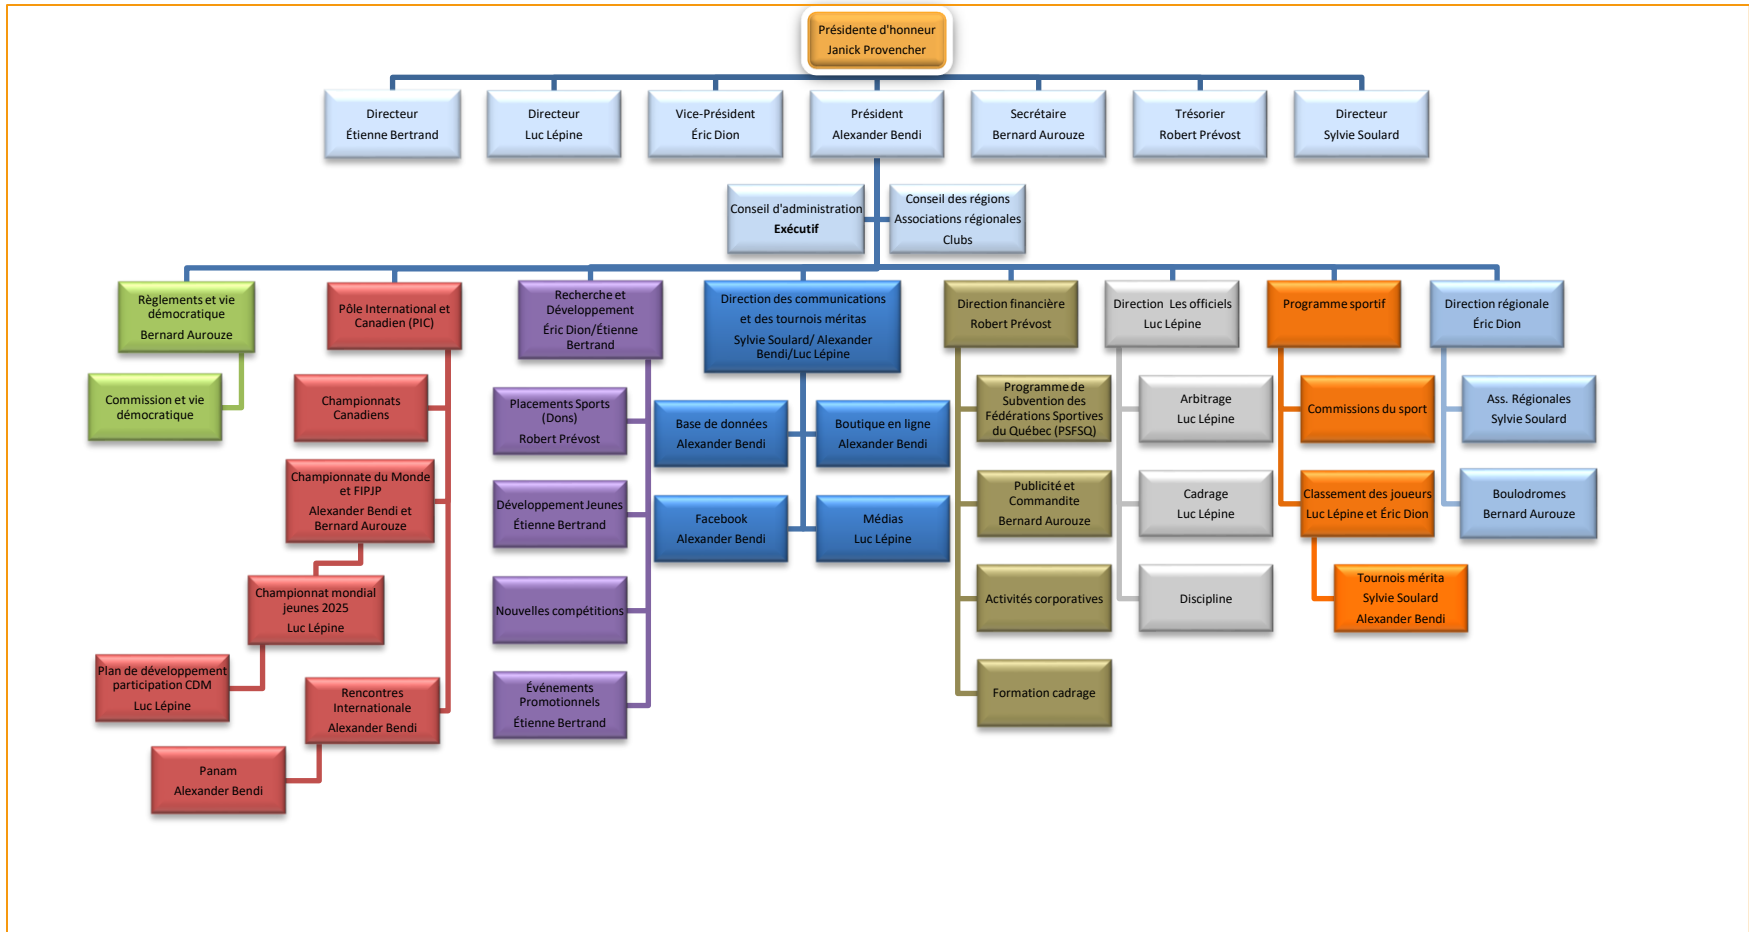 Présidente d'honneur
Janick Provencher
Directeur
Étienne Bertrand
Directeur
Luc Lépine
Vice-Président
Éric Dion
Président
Alexander Bendi
Secrétaire
Bernard Aurouze
Trésorier
Robert Prévost
Directeur
Sylvie Soulard
Conseil d'administration
Exécutif
Conseil des régions
Associations régionales
Clubs
Règlements et vie
démocratique
Bernard Aurouze
Commission et vie
démocratique
Pôle International et
Canadien (PIC)
Championnats
Canadiens
Championnate du Monde
et FIPJP
Alexander Bendi et
Bernard Aurouze
Championnat mondial
jeunes 2025
Luc Lépine
Plan de développement
participation CDM
Luc Lépine
Rencontres
Internationale
Alexander Bendi
Panam
Alexander Bendi
Recherche et
Développement
Éric Dion/Étienne
Bertrand
Placements Sports
(Dons)
Robert Prévost
Développement Jeunes
Étienne Bertrand
Nouvelles compétitions
Événements
Promotionnels
Étienne Bertrand
Direction des communications
et des tournois méritas
Sylvie Soulard/ Alexander
Bendi/Luc Lépine
Base de données
Alexander Bendi
Boutique en ligne
Alexander Bendi
Facebook
Alexander Bendi
Médias
Luc Lépine
Direction financière
Robert Prévost
Programme de
Subvention des
Fédérations Sportives
du Québec (PSFSQ)
Publicité et
Commandite
Bernard Aurouze
Activités corporatives
Formation cadrage
Direction  Les officiels
Luc Lépine
Arbitrage
Luc Lépine
Cadrage
Luc Lépine
Discipline
Programme sportif
Commissions du sport
Classement des joueurs
Luc Lépine et Éric Dion
Tournois mérita
Sylvie Soulard
Alexander Bendi
Direction régionale
Éric Dion
Ass. Régionales
Sylvie Soulard
Boulodromes
Bernard Aurouze